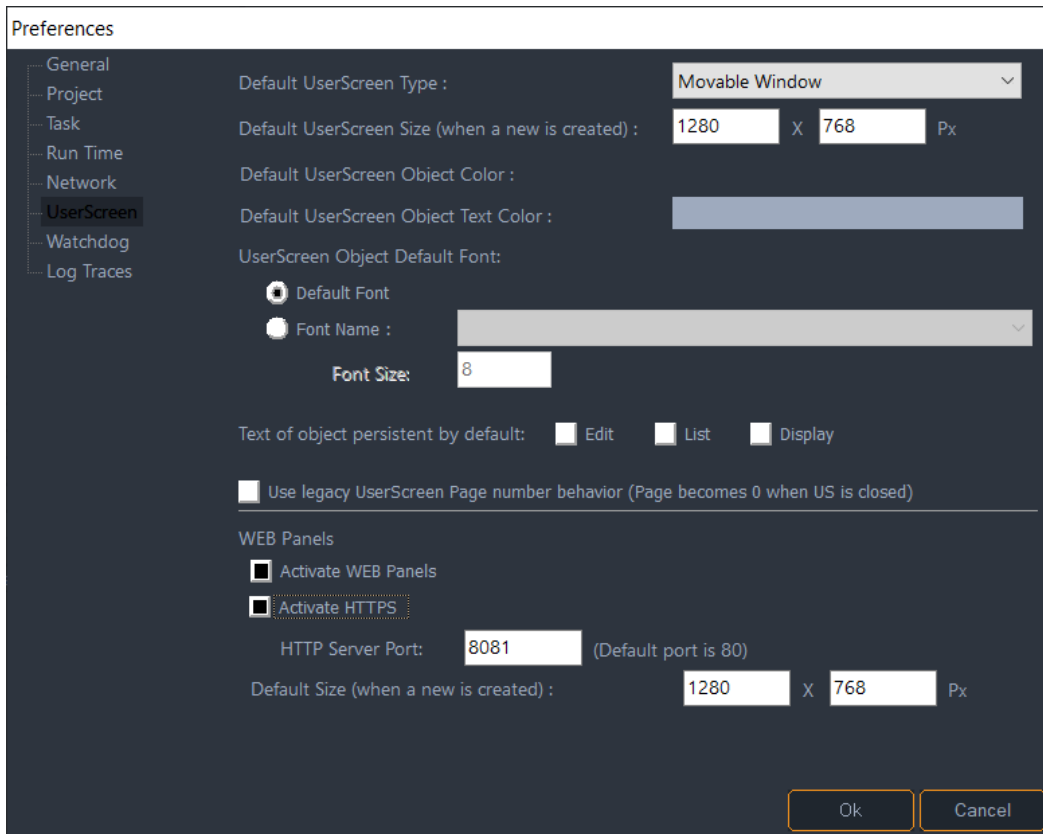 Preferences
General
Project
Task
Run Time
Network
UserScreen
Watchdog
Log Traces
Default UserScreen Type : Movable Window
Default UserScreen Size (when a new is created) : 1280 X 768 Px
Default UserScreen Object Color :
Default UserScreen Object Text Color :
UserScreen Object Default Font:
Default Font
Font Name :
Font Size: 8
Text of object persistent by default: Edit List Display
Use legacy UserScreen Page number behavior (Page becomes 0 when US is closed)
WEB Panels
Activate WEB Panels
Activate HTTPS
HTTP Server Port: 8081 (Default port is 80)
Default Size (when a new is created) : 1280 X 768 Px
Ok Cancel